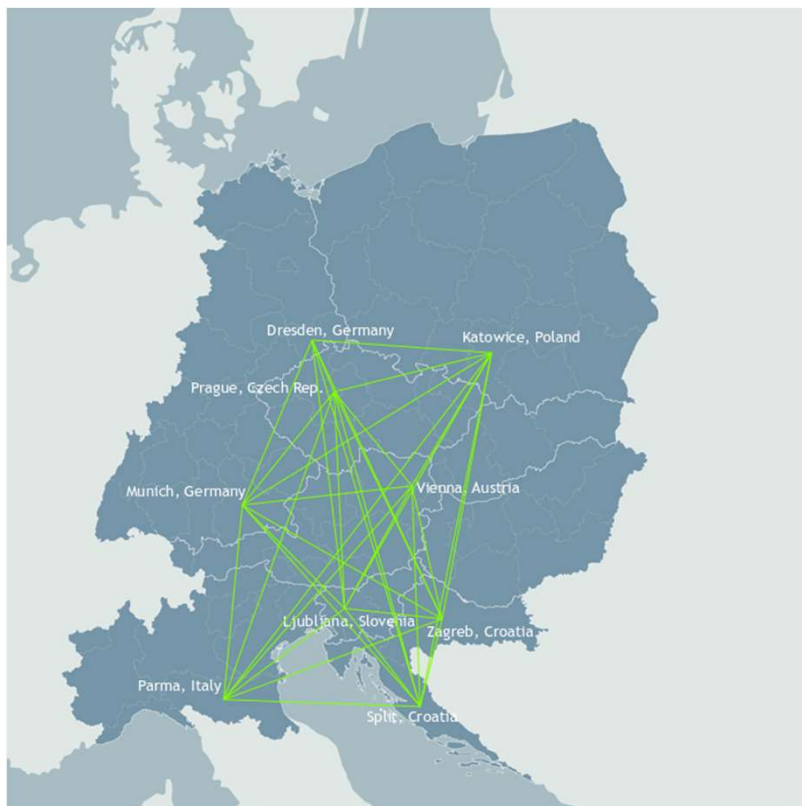 Dresden, Germany
Katowice, Poland
Prague, Czech Rep.
Munich, Germany
Vienna, Austria
Ljubljana, Slovenia
Zagreb, Croatia
Parma, Italy
Split, Croatia